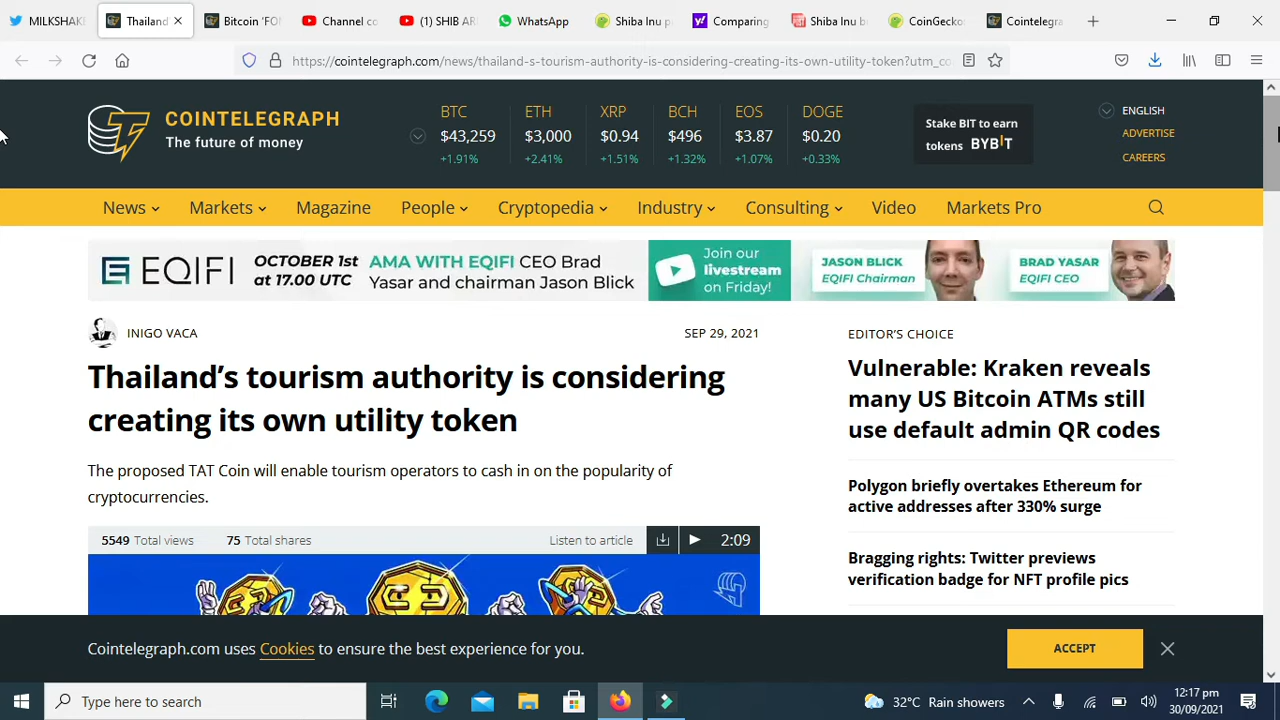 MILKSHAKE
Thailand
Bitcoin 'FO
Channel co
(1) SHIB AR
WhatsApp
Shiba Inu p
Comparing
Shiba Inu b
CoinGecko
Cointelegra
https://cointelegraph.com/news/thailand-s-tourism-authority-is-considering-creating-its-own-utility-token?utm_co
COINTELEGRAPH
The future of money
BTC ETH XRP BCH EOS DOGE
$43,259 $3,000 $0.94 $496 $3.87 $0.20
+1.91% +2.41% +1.51% +1.32% +1.07% +0.33%
Stake BIT to earn
tokens BYBIT
ENGLISH
ADVERTISE
CAREERS
News Markets Magazine People Cryptopedia Industry Consulting Video Markets Pro
EQIFI
OCTOBER 1st
at 17.00 UTC
AMA WITH EQIFI CEO Brad
Yasar and chairman Jason Blick
Join our
livestream
on Friday!
JASON BLICK
EQIFI Chairman
BRAD YASAR
EQIFI CEO
INIGO VACA
SEP 29, 2021
Thailand's tourism authority is considering
creating its own utility token
The proposed TAT Coin will enable tourism operators to cash in on the popularity of
cryptocurrencies.
5549 Total views 75 Total shares Listen to article 2:09
EDITOR'S CHOICE
Vulnerable: Kraken reveals
many US Bitcoin ATMs still
use default admin QR codes
Polygon briefly overtakes Ethereum for
active addresses after 330% surge
Bragging rights: Twitter previews
verification badge for NFT profile pics
Cointelegraph.com uses Cookies to ensure the best experience for you.
ACCEPT
Type here to search
32°C Rain showers
12:17 pm
30/09/2021